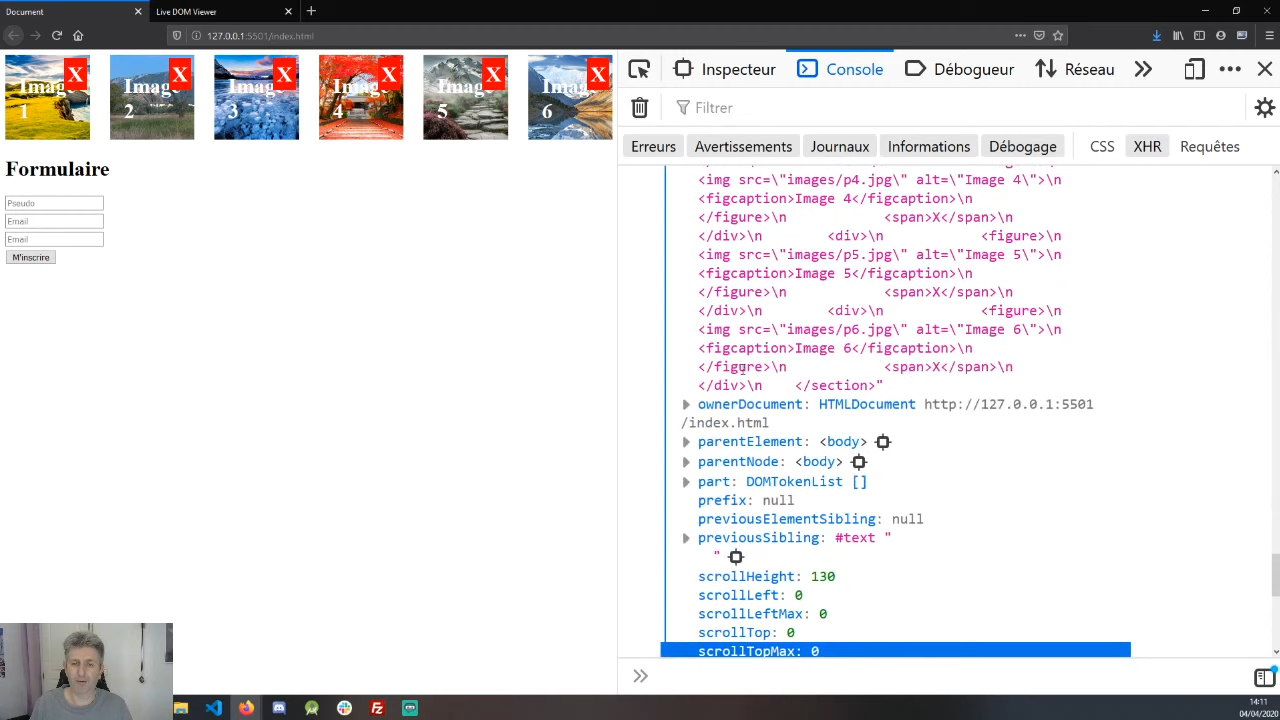 Document
Live DOM Viewer
127.0.0.1:5501/index.html
Image 1
X
Image 2
X
Image 3
X
Image 4
X
Image 5
X
Image 6
X
Formulaire
Pseudo
Email
Email
M'inscrire
Inspecteur
Console
Débogueur
Réseau
Filtrer
Erreurs
Avertissements
Journaux
Informations
Débogage
CSS
XHR
Requêtes
<img src=\"images/p4.jpg\" alt=\"Image 4\">\n
<figcaption>Image 4</figcaption>\n
</figure>\n <span>X</span>\n
</div>\n <div>\n <figure>\n
<img src=\"images/p5.jpg\" alt=\"Image 5\">\n
<figcaption>Image 5</figcaption>\n
</figure>\n <span>X</span>\n
</div>\n <div>\n <figure>\n
<img src=\"images/p6.jpg\" alt=\"Image 6\">\n
<figcaption>Image 6</figcaption>\n
</figure>\n <span>X</span>\n
</div>\n </section>"
ownerDocument: HTMLDocument http://127.0.0.1:5501
/index.html
parentElement: <body>
parentNode: <body>
part: DOMTokenList []
prefix: null
previousElementSibling: null
previousSibling: #text "
"
scrollHeight: 130
scrollLeft: 0
scrollLeftMax: 0
scrollTop: 0
scrollTopMax: 0
14:11
04/04/2020